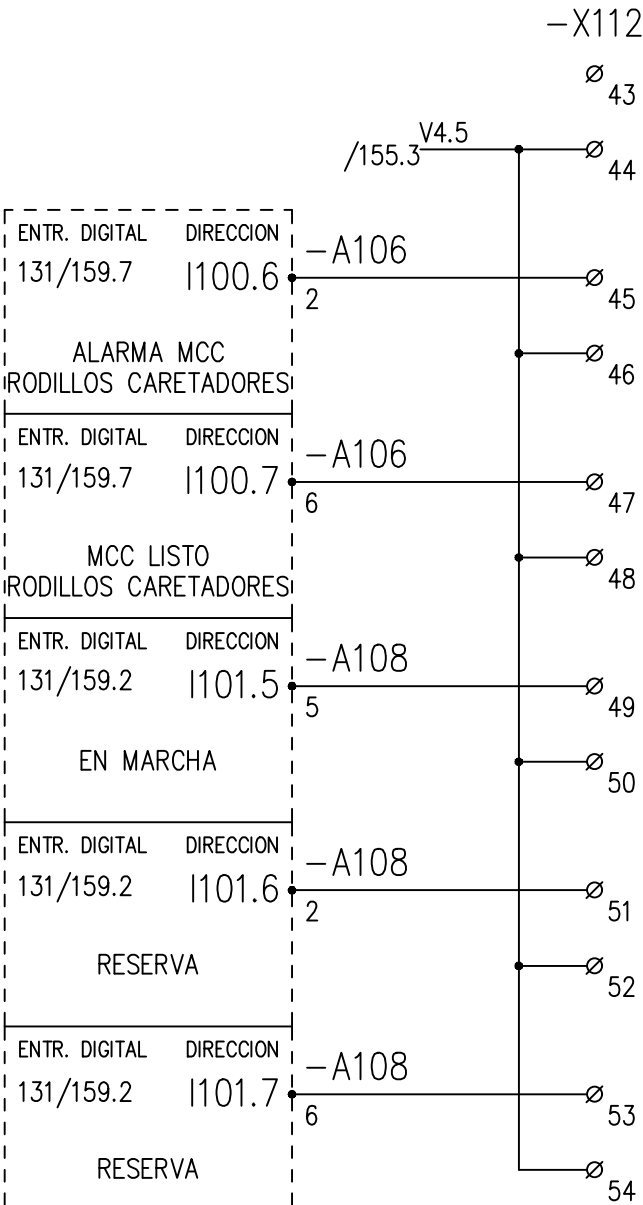 -X112
43
V4.5
/155.3
44
ENTR. DIGITAL DIRECCION
-A106
131/159.7 I100.6
2
45
ALARMA MCC
46
RODILLOS CARETADORES
ENTR. DIGITAL DIRECCION
-A106
131/159.7 I100.7
6
47
MCC LISTO
48
RODILLOS CARETADORES
ENTR. DIGITAL DIRECCION
-A108
131/159.2 I101.5
5
49
EN MARCHA
50
ENTR. DIGITAL DIRECCION
-A108
131/159.2 I101.6
2
51
RESERVA
52
ENTR. DIGITAL DIRECCION
-A108
131/159.2 I101.7
6
53
RESERVA
54